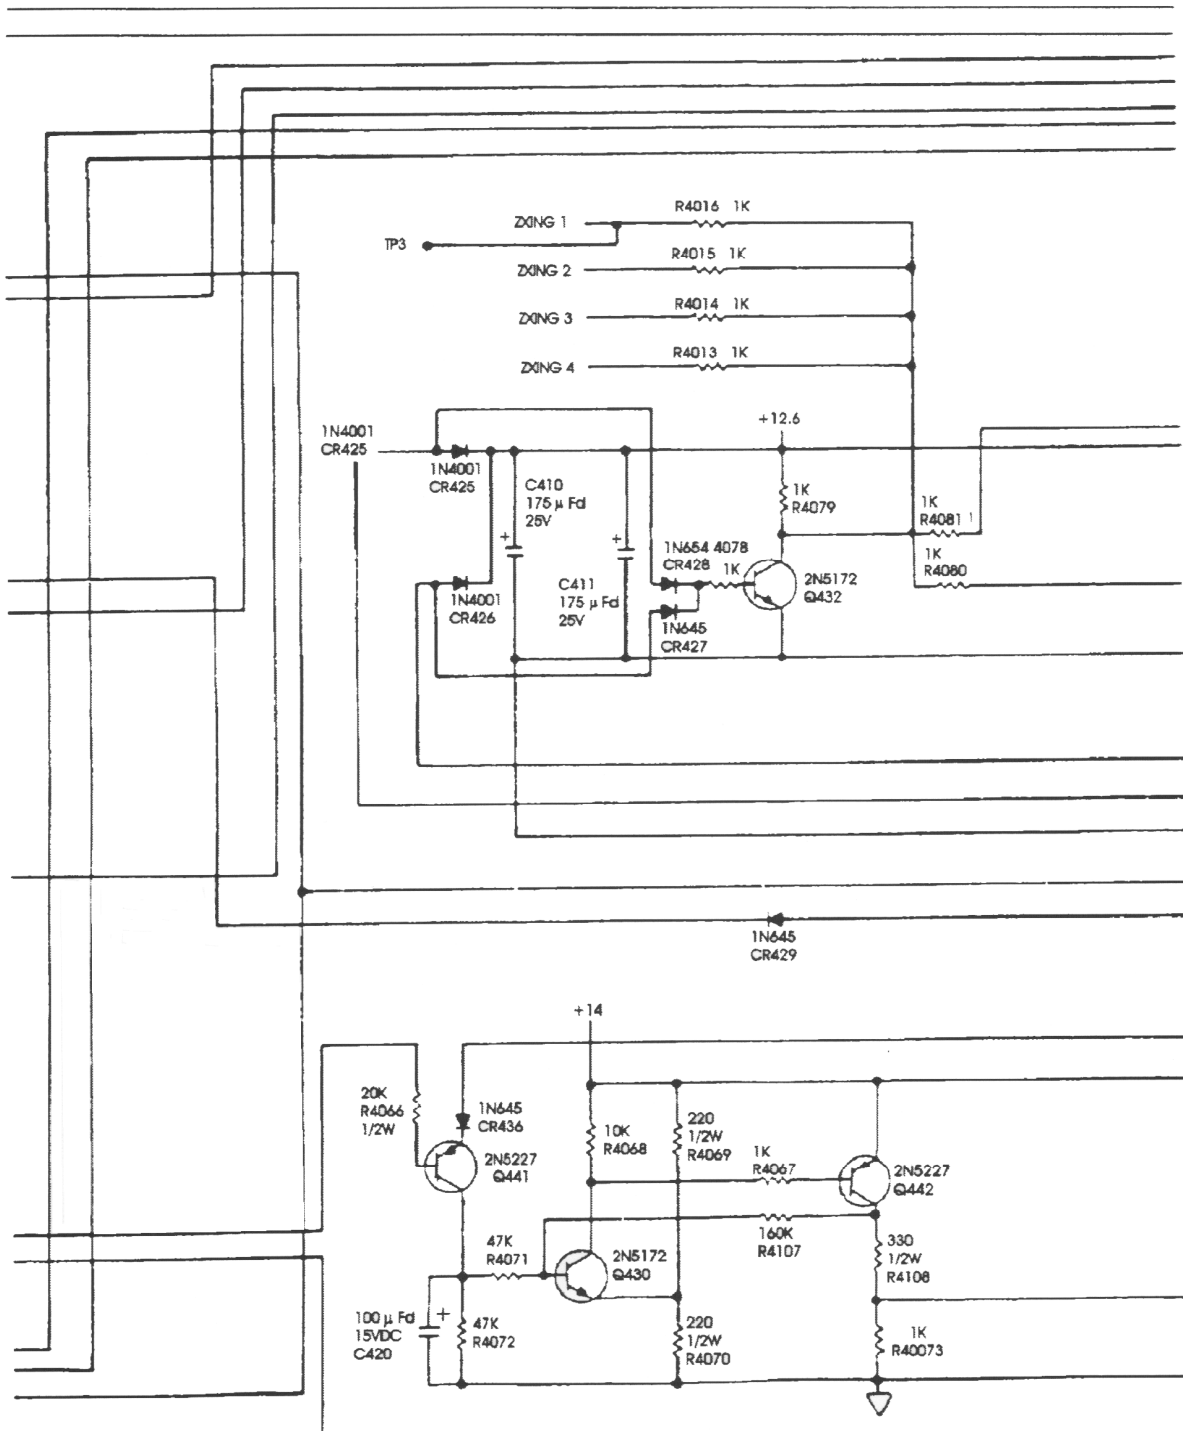 R4016 1K
ZXING 1
TP3
R4015 1K
ZXING 2
R4014 1K
ZXING 3
R4013 1K
ZXING 4
+12.6
1N4001
CR425
1N4001
CR425
C410
175 µ Fd
25V
+
+
1K
R4079
1K
R4081 1
1N654 4078
CR428
1K
1K
R4080
2N5172
Q432
1N4001
CR426
C411
175 µ Fd
25V
1N645
CR427
1N645
CR429
+14
20K
R4066
1/2W
1N645
CR436
2N5227
Q441
10K
R4068
220
1/2W
R4069
1K
R4067
2N5227
Q442
160K
R4107
47K
R4071
2N5172
Q430
330
1/2W
R4108
100 µ Fd
15VDC
C420
+
47K
R4072
220
1/2W
R4070
1K
R40073